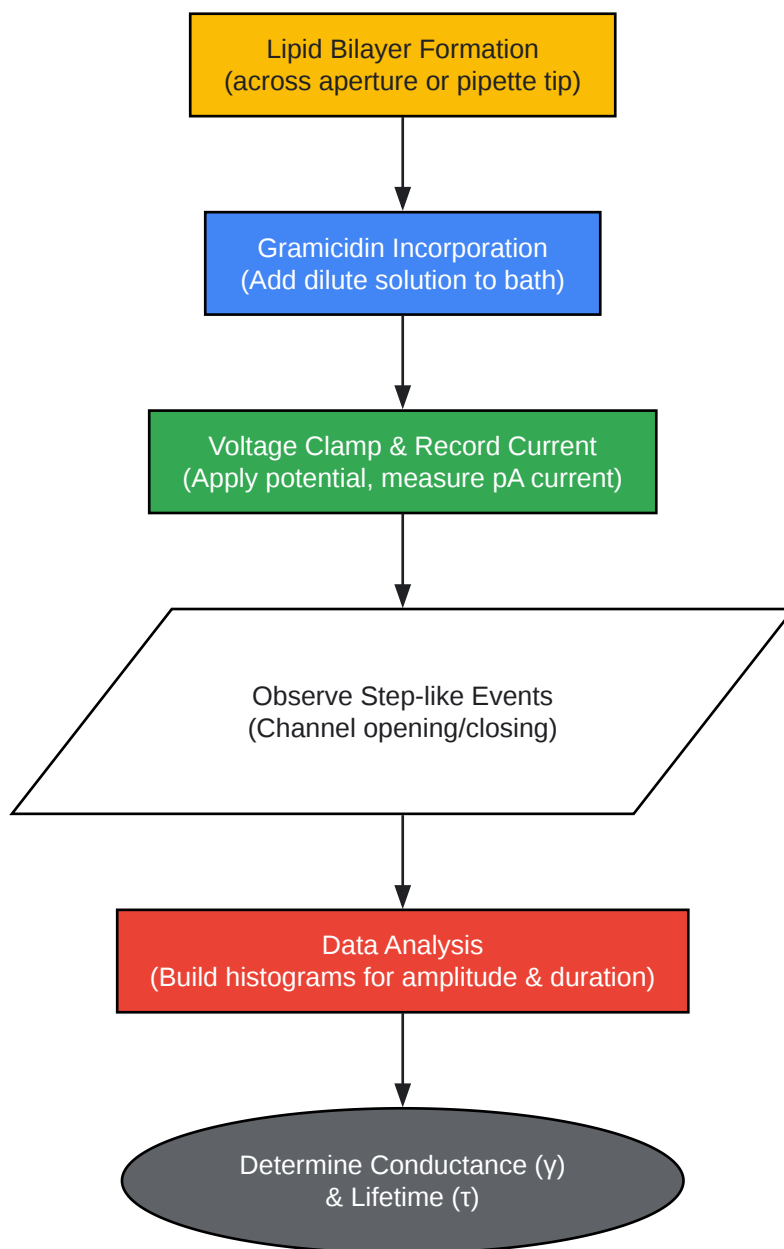 Lipid Bilayer Formation
(across aperture or pipette tip)
Gramicidin Incorporation
(Add dilute solution to bath)
Voltage Clamp & Record Current
(Apply potential, measure pA current)
Observe Step-like Events
(Channel opening/closing)
Data Analysis
(Build histograms for amplitude & duration)
Determine Conductance (γ)
& Lifetime (τ)